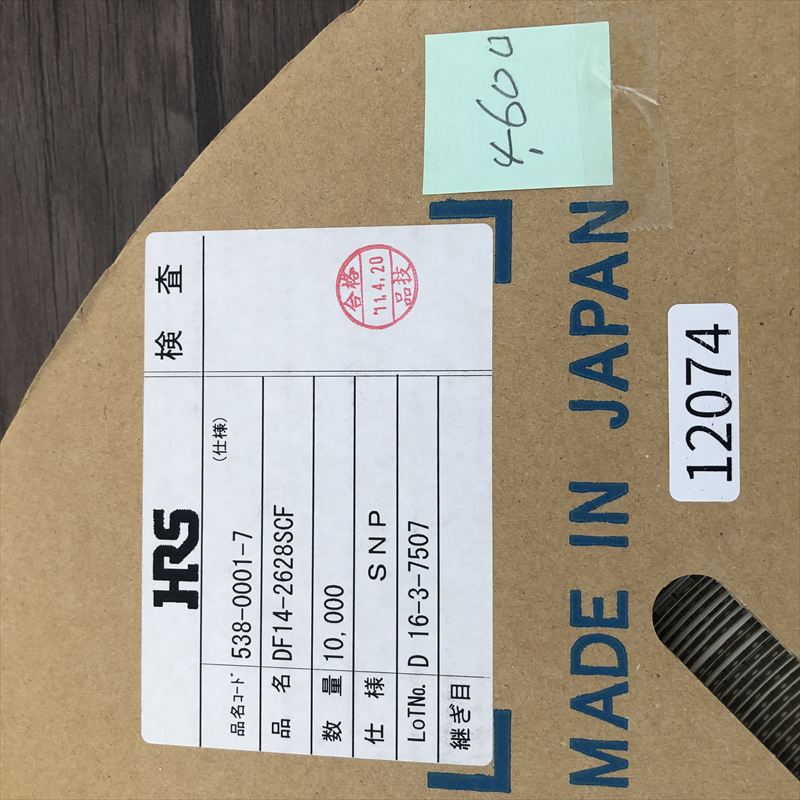 HRS
検 査
品名コード 538-0001-7 (仕様)
品 名 DF14-2628SCF
数 量 10,000
仕 様 SNP
LoTNo. D 16-3-7507
継ぎ目
合格
'11.4.20
品技
4,600
MADE IN JAPAN
12074